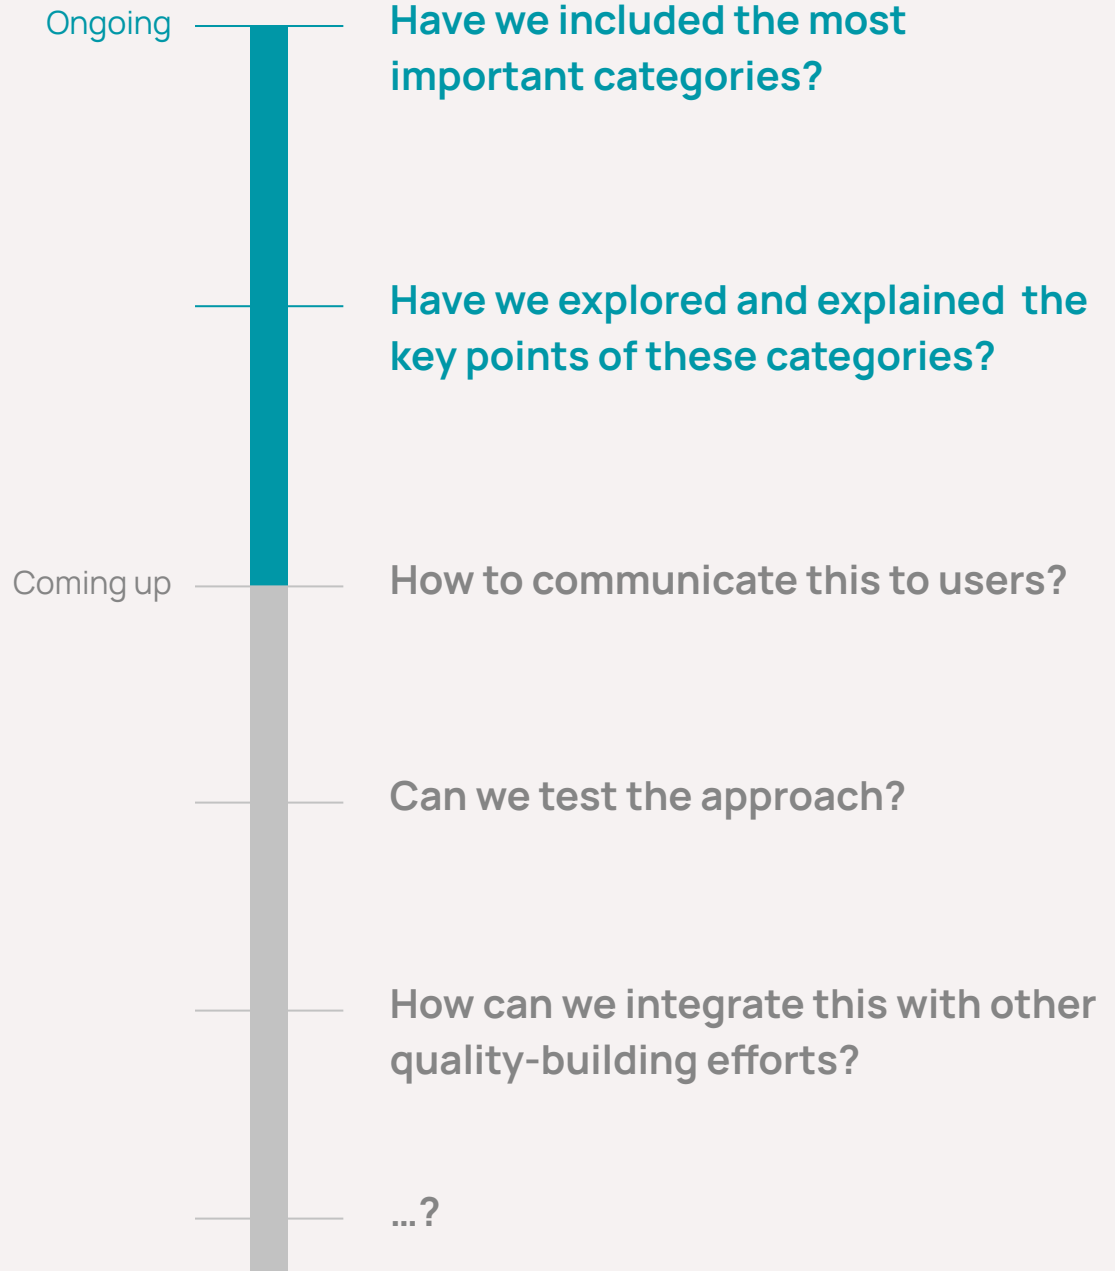 Ongoing
Have we included the most
important categories?
Have we explored and explained the
key points of these categories?
Coming up
How to communicate this to users?
Can we test the approach?
How can we integrate this with other
quality-building efforts?
...?